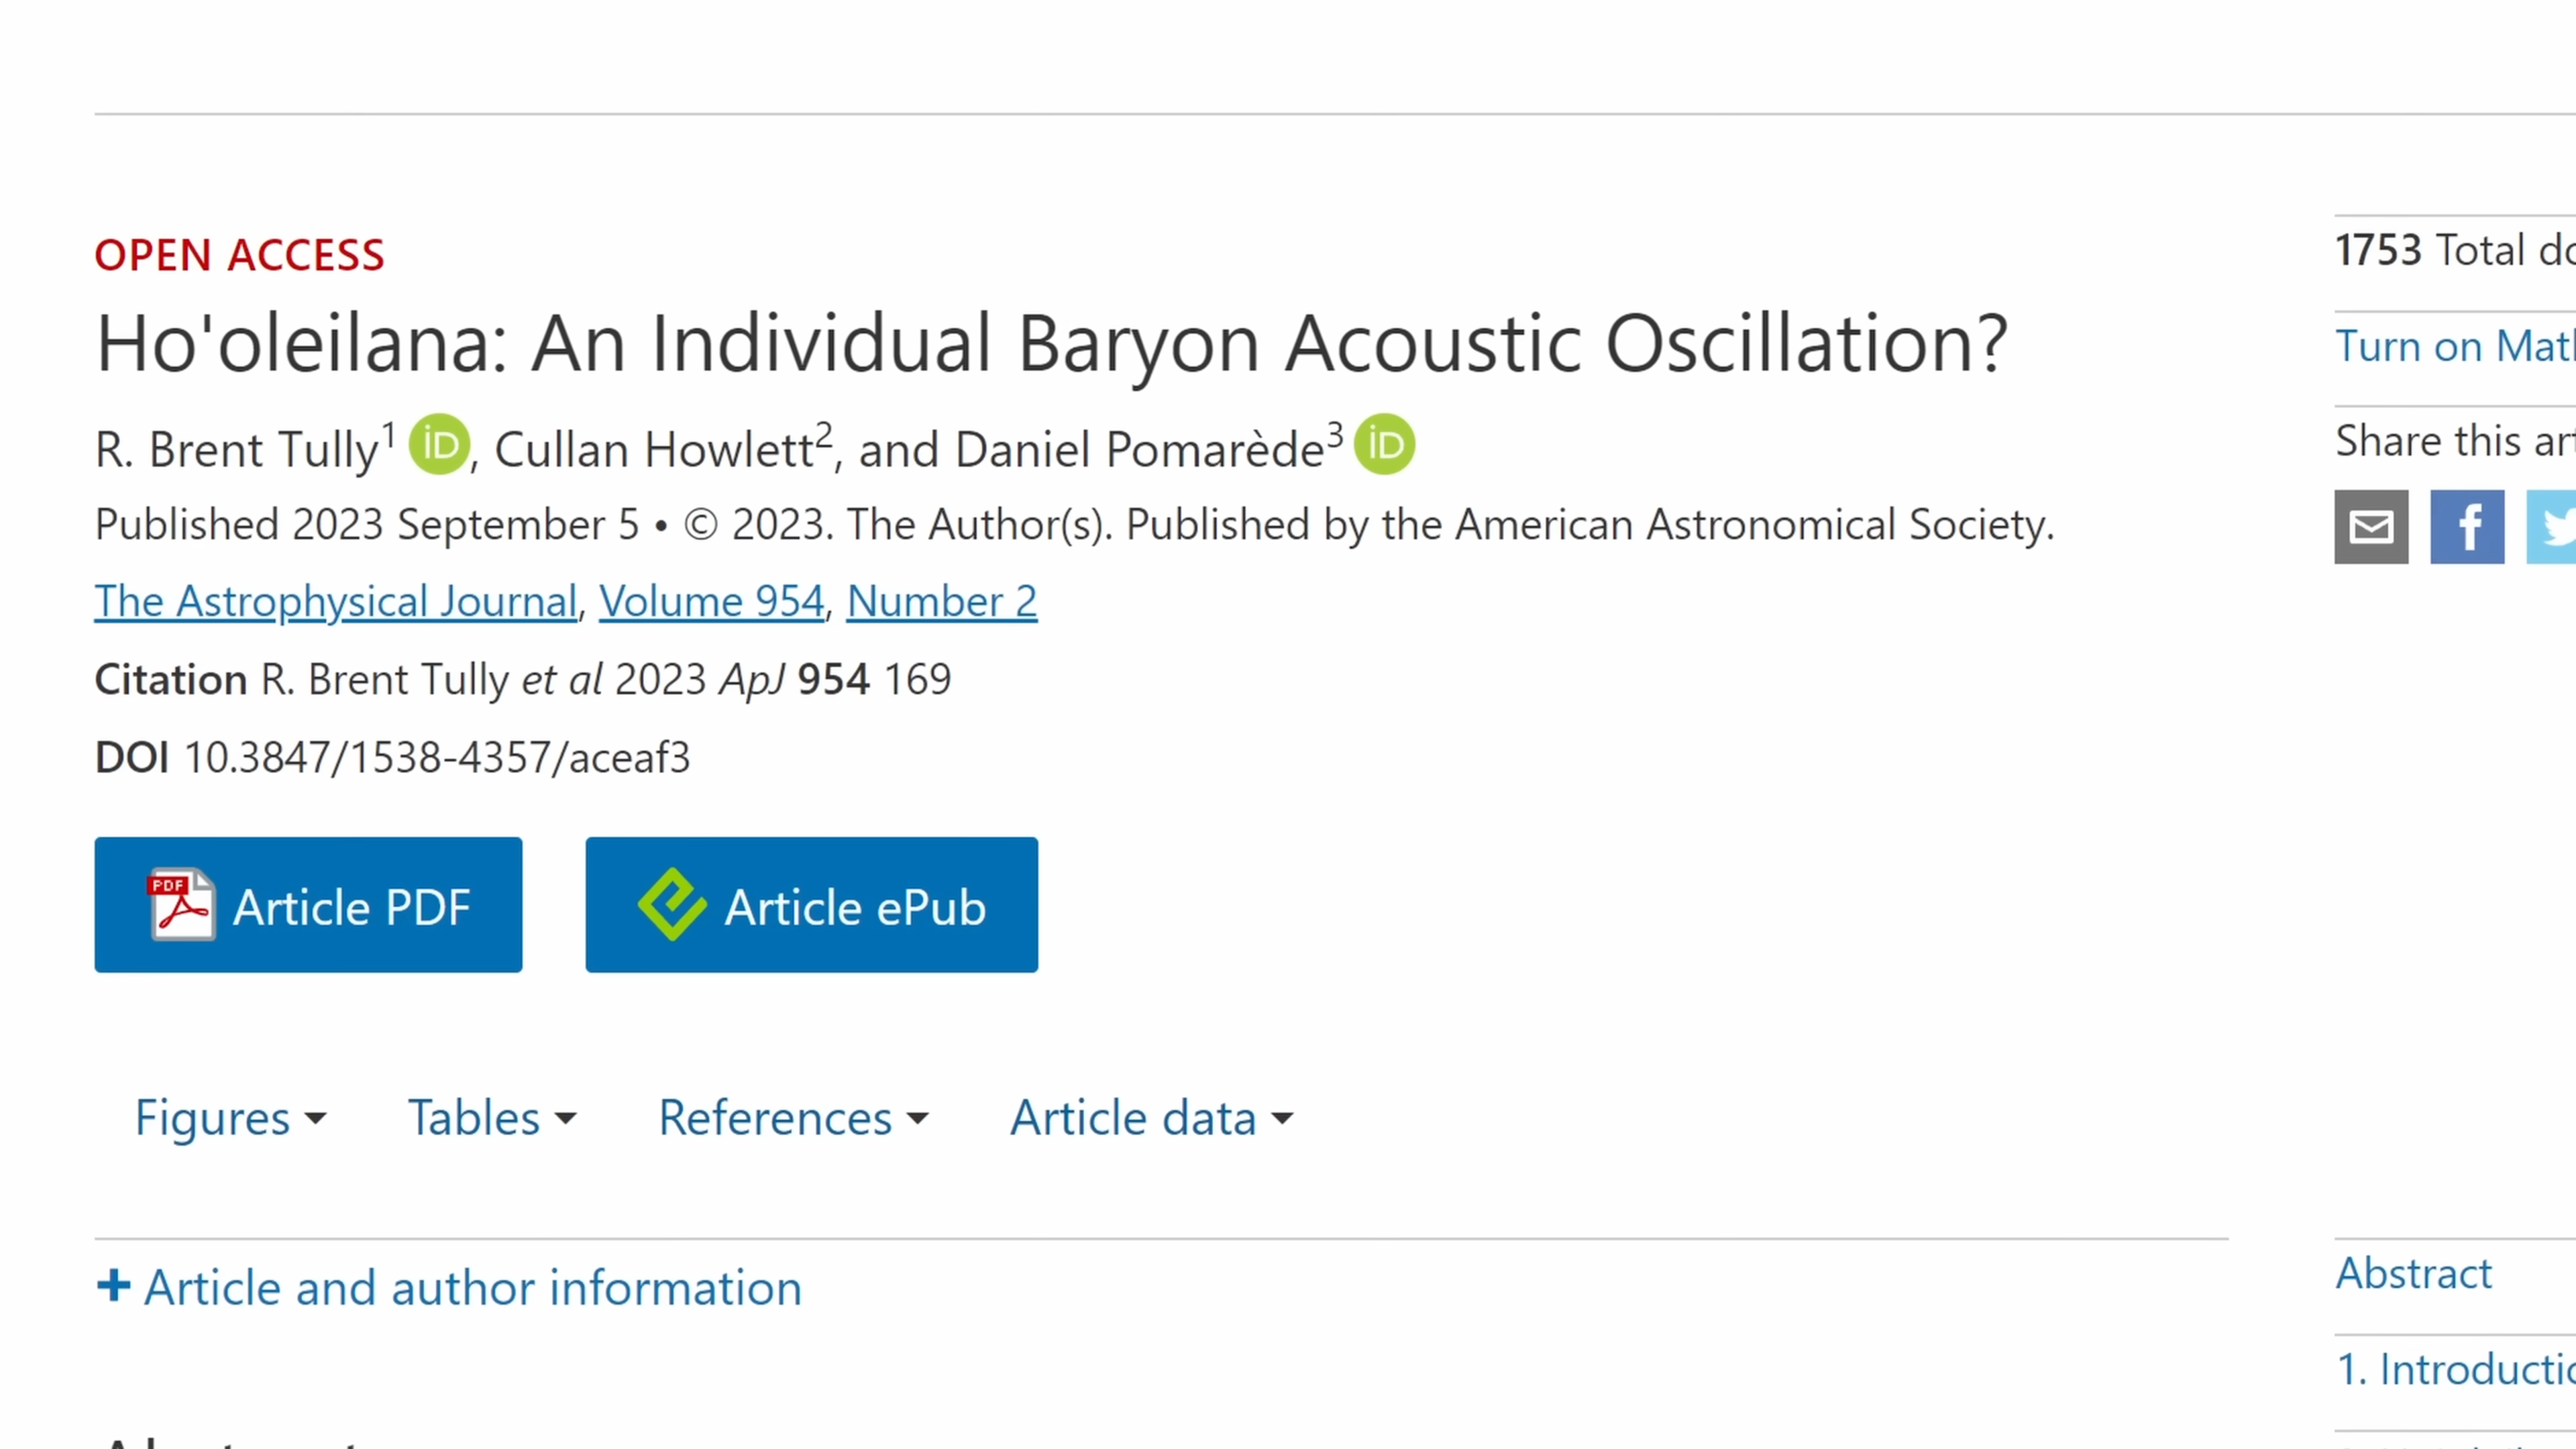 OPEN ACCESS
Ho'oleilana: An Individual Baryon Acoustic Oscillation?
R. Brent Tully1 iD, Cullan Howlett2, and Daniel Pomarède3 iD
Published 2023 September 5 • © 2023. The Author(s). Published by the American Astronomical Society.
The Astrophysical Journal, Volume 954, Number 2
Citation R. Brent Tully et al 2023 ApJ 954 169
DOI 10.3847/1538-4357/aceaf3
PDF Article PDF
Article ePub
Figures
Tables
References
Article data
+ Article and author information
1753 Total
Turn on
Share this
f
Abstract
1.